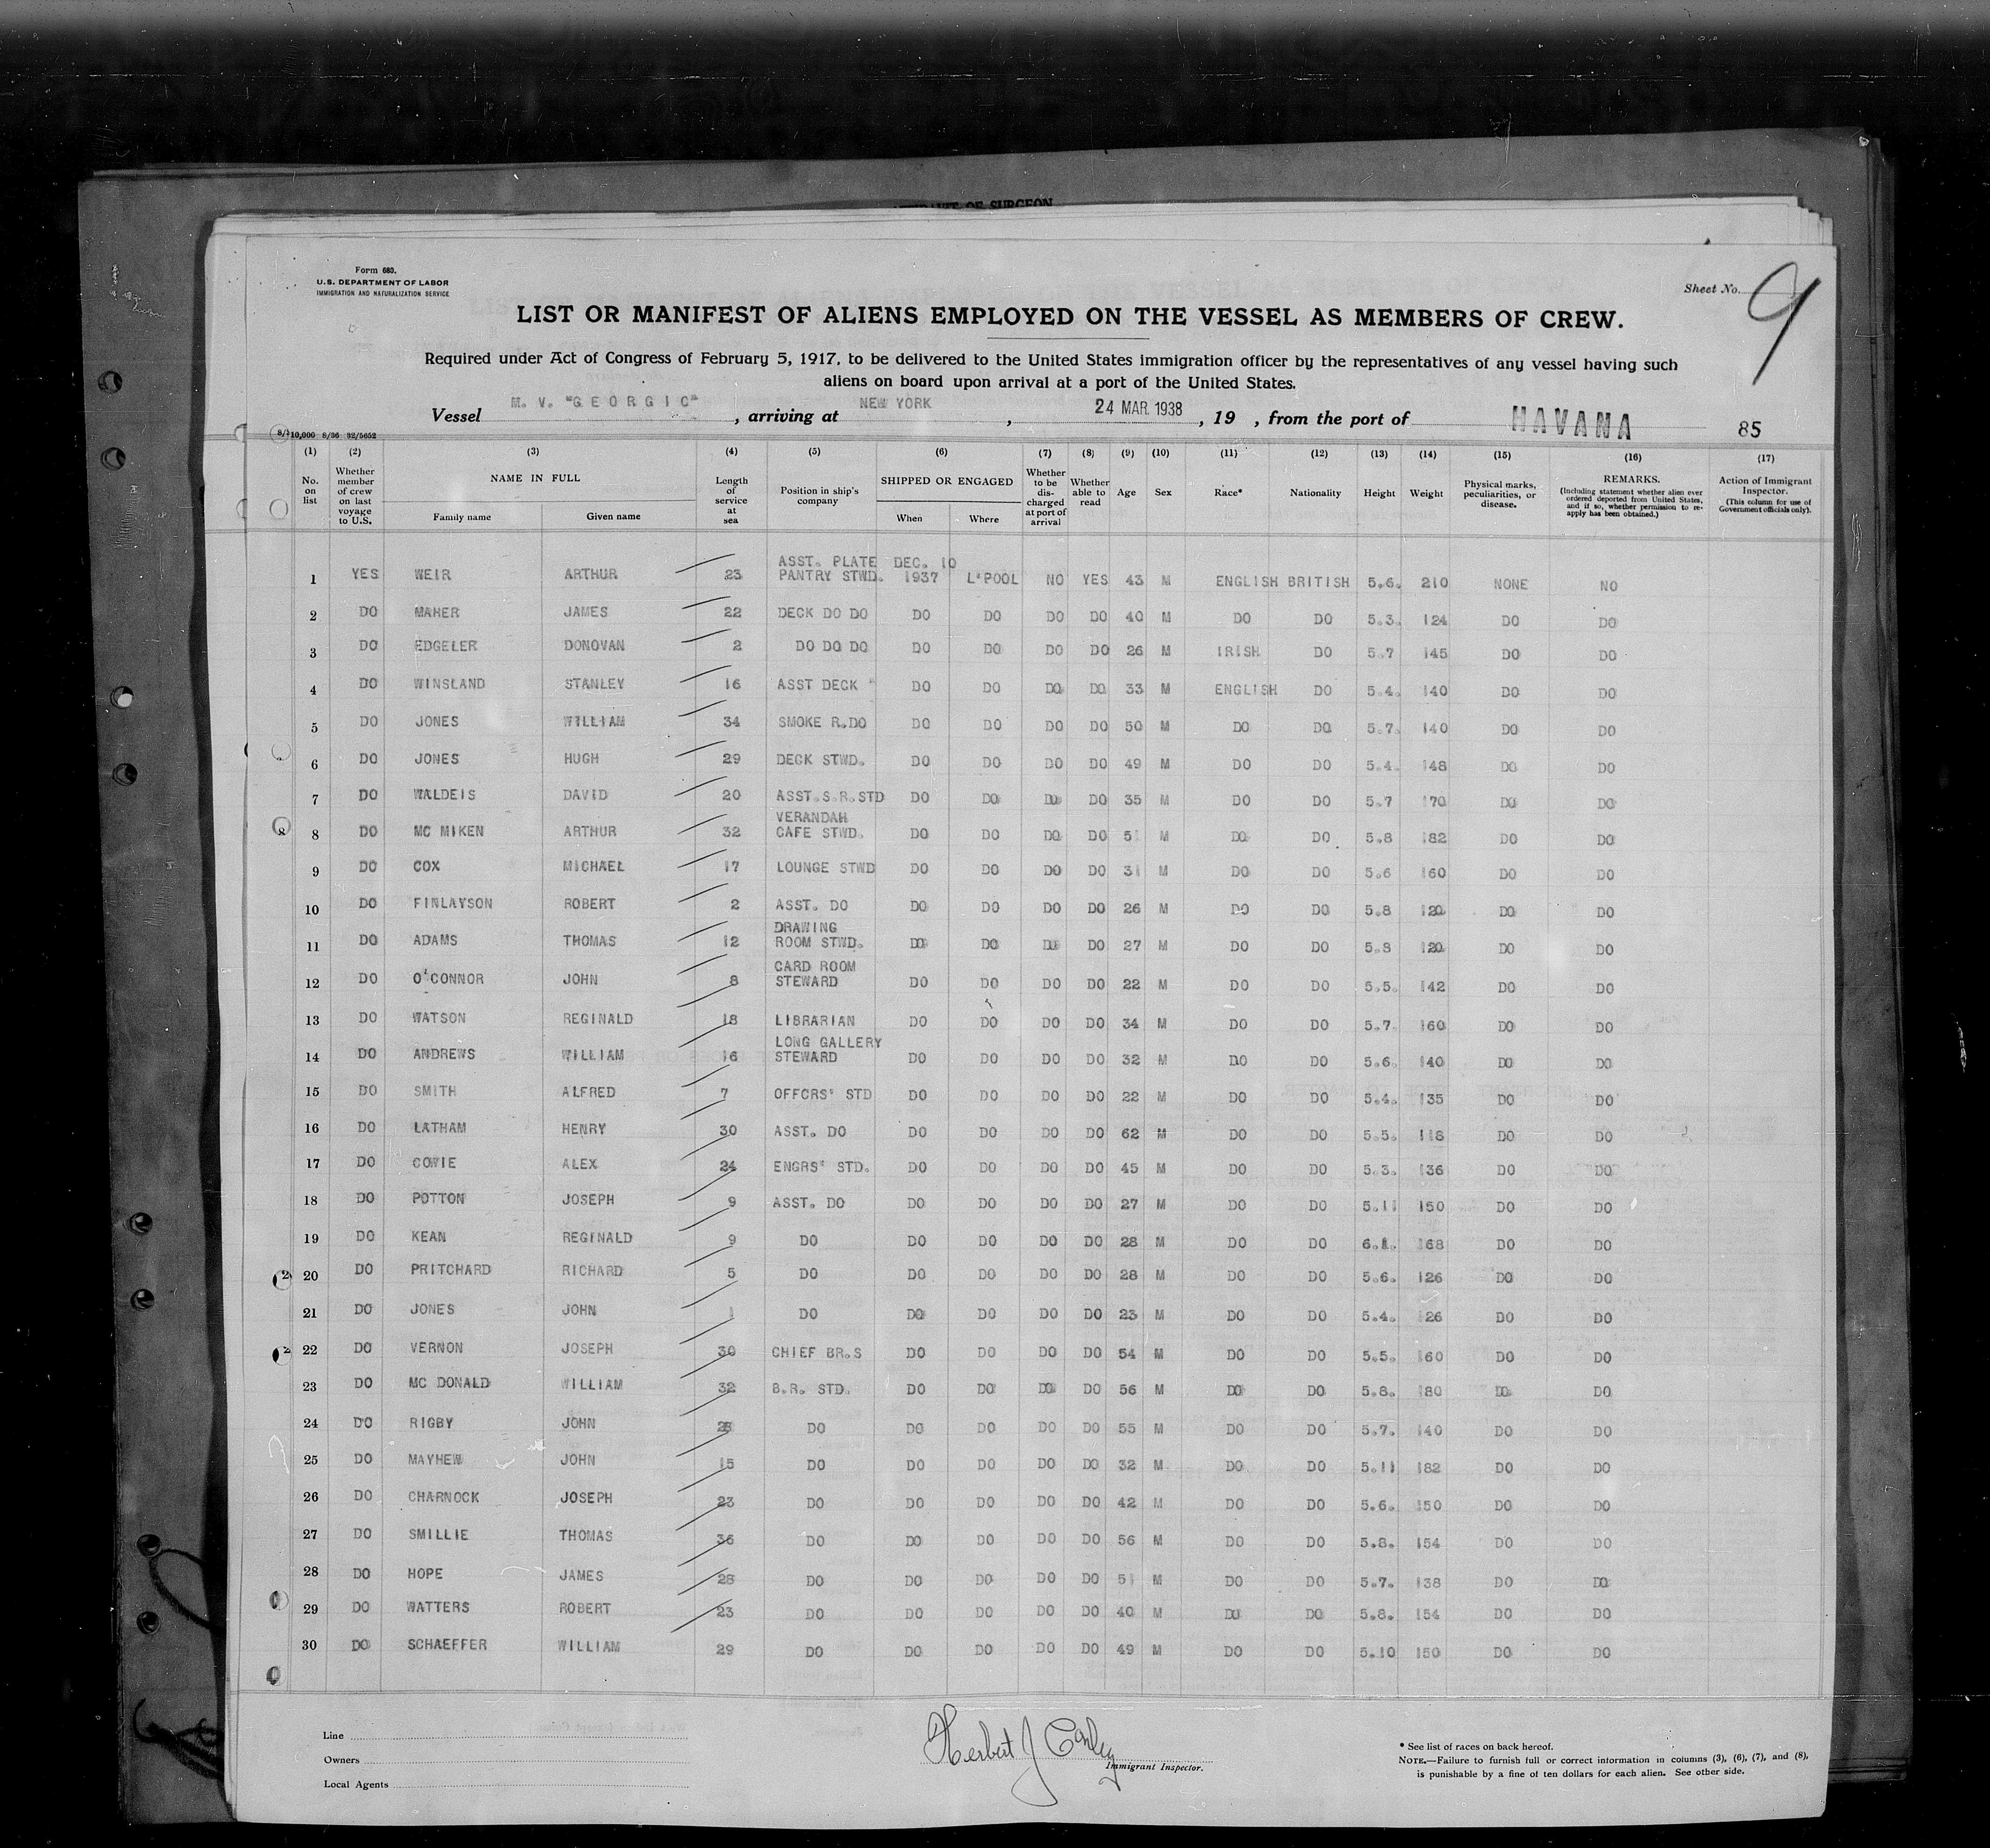 Form 680.
U.S. DEPARTMENT OF LABOR
IMMIGRATION AND NATURALIZATION SERVICE
Sheet No. 9
LIST OR MANIFEST OF ALIENS EMPLOYED ON THE VESSEL AS MEMBERS OF CREW.
Required under Act of Congress of February 5, 1917, to be delivered to the United States immigration officer by the representatives of any vessel having such
aliens on board upon arrival at a port of the United States.
Vessel M. V. "GEORGIC", arriving at NEW YORK, 24 MAR. 1938, 19 , from the port of HAVANA 85
10,000 8/36 32/5652
(1) (2) (3) (4) (5) (6) (7) (8) (9) (10) (11) (12) (13) (14) (15) (16) (17)
No. on list Whether member of crew on last voyage to U.S. NAME IN FULL Family name Given name Length of service at sea Position in ship's company SHIPPED OR ENGAGED When Where Whether to be discharged at port of arrival Whether able to read Age Sex Race* Nationality Height Weight Physical marks, peculiarities, or disease. REMARKS. (Including statement whether alien ever ordered deported from United States, and if so, whether permission to re-apply has been obtained.) Action of Immigrant Inspector. (This column for use of Government officials only).
1 YES WEIR ARTHUR 23 ASST. PLATE PANTRY STWD. DEC. 10 1937 L'POOL NO YES 43 M ENGLISH BRITISH 5.6. 210 NONE NO
2 DO MAHER JAMES 22 DECK DO DO DO DO DO DO 40 M DO DO 5.3. 124 DO DO
3 DO EDGELER DONOVAN 2 DO DO DO DO DO DO DO 26 M IRISH DO 5.7 145 DO DO
4 DO WINSLAND STANLEY 16 ASST DECK " DO DO DO DO 33 M ENGLISH DO 5.4. 140 DO DO
5 DO JONES WILLIAM 34 SMOKE R.DO DO DO DO DO 50 M DO DO 5.7. 140 DO DO
6 DO JONES HUGH 29 DECK STWD. DO DO DO DO 49 M DO DO 5.4. 148 DO DO
7 DO WALDEIS DAVID 20 ASST.S.R.STD DO DO DO DO 35 M DO DO 5.7 170 DO DO
8 DO MC MIKEN ARTHUR 32 VERANDAH CAFE STWD. DO DO DO DO 51 M DO DO 5.8 182 DO DO
9 DO COX MICHAEL 17 LOUNGE STWD DO DO DO DO 31 M DO DO 5.6 160 DO DO
10 DO FINLAYSON ROBERT 2 ASST. DO DO DO DO DO 26 M DO DO 5.8 120 DO DO
11 DO ADAMS THOMAS 12 DRAWING ROOM STWD. DO DO DO DO 27 M DO DO 5.8 120 DO DO
12 DO O'CONNOR JOHN 8 CARD ROOM STEWARD DO DO DO DO 22 M DO DO 5.5. 142 DO DO
13 DO WATSON REGINALD 18 LIBRARIAN DO DO DO DO 34 M DO DO 5.7. 160 DO DO
14 DO ANDREWS WILLIAM 16 LONG GALLERY STEWARD DO DO DO DO 32 M DO DO 5.6. 140 DO DO
15 DO SMITH ALFRED 7 OFFCRS' STD DO DO DO DO 22 M DO DO 5.4. 135 DO DO
16 DO LATHAM HENRY 30 ASST. DO DO DO DO DO 62 M DO DO 5.5. 118 DO DO
17 DO COWIE ALEX 24 ENGRS' STD. DO DO DO DO 45 M DO DO 5.3. 136 DO DO
18 DO POTTON JOSEPH 9 ASST. DO DO DO DO DO 27 M DO DO 5.11 150 DO DO
19 DO KEAN REGINALD 9 DO DO DO DO DO 28 M DO DO 6.1. 168 DO DO
20 DO PRITCHARD RICHARD 5 DO DO DO DO DO 28 M DO DO 5.6. 126 DO DO
21 DO JONES JOHN 1 DO DO DO DO DO 23 M DO DO 5.4. 126 DO DO
22 DO VERNON JOSEPH 30 CHIEF BR.S DO DO DO DO 54 M DO DO 5.5. 160 DO DO
23 DO MC DONALD WILLIAM 32 B.R. STD. DO DO DO DO 56 M DO DO 5.8. 180 DO DO
24 DO RIGBY JOHN DO DO DO DO DO 55 M DO DO 5.7. 140 DO DO
25 DO MAYHEW JOHN 15 DO DO DO DO DO 32 M DO DO 5.11 182 DO DO
26 DO CHARNOCK JOSEPH 23 DO DO DO DO DO 42 M DO DO 5.6. 150 DO DO
27 DO SMILLIE THOMAS 36 DO DO DO DO DO 56 M DO DO 5.8. 154 DO DO
28 DO HOPE JAMES 28 DO DO DO DO DO 51 M DO DO 5.7. 138 DO DO
29 DO WATTERS ROBERT 23 DO DO DO DO DO 40 M DO DO 5.8. 154 DO DO
30 DO SCHAEFFER WILLIAM 29 DO DO DO DO DO 49 M DO DO 5.10 150 DO DO
Line
Owners
Local Agents
Herbert J Conley
Immigrant Inspector.
* See list of races on back hereof.
NOTE.—Failure to furnish full or correct information in columns (3), (6), (7), and (8),
is punishable by a fine of ten dollars for each alien. See other side.